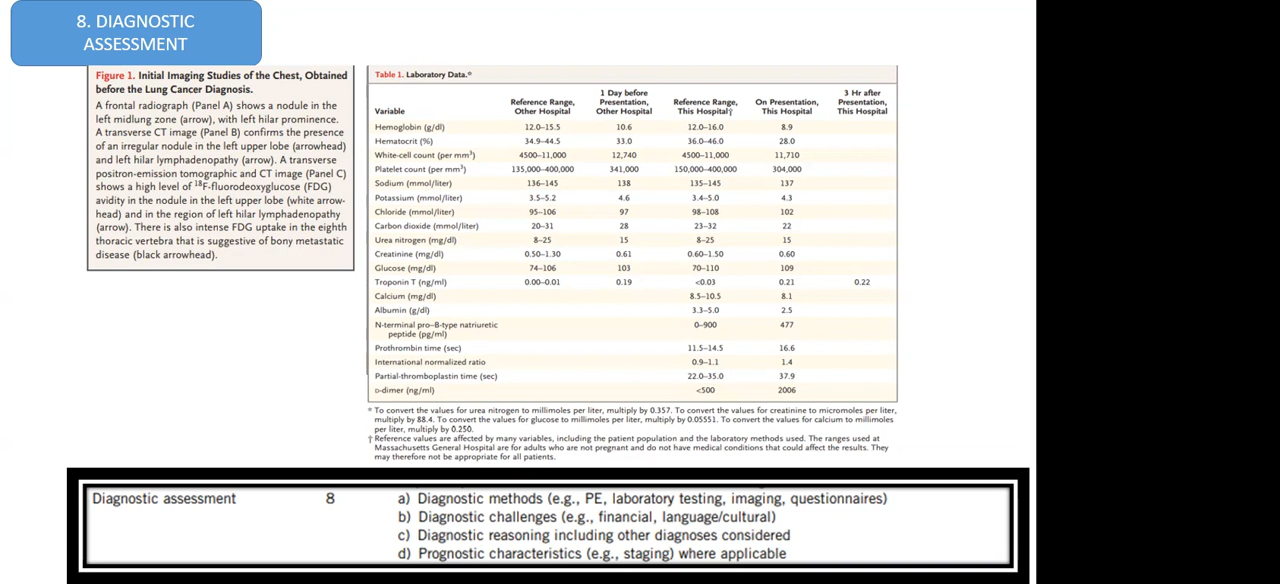 8. DIAGNOSTIC
ASSESSMENT
Figure 1. Initial Imaging Studies of the Chest, Obtained
before the Lung Cancer Diagnosis.
A frontal radiograph (Panel A) shows a nodule in the
left midlung zone (arrow), with left hilar prominence.
A transverse CT image (Panel B) confirms the presence
of an irregular nodule in the left upper lobe (arrowhead)
and left hilar lymphadenopathy (arrow). A transverse
positron-emission tomographic and CT image (Panel C)
shows a high level of ¹⁸F-fluorodeoxyglucose (FDG)
avidity in the nodule in the left upper lobe (white arrow-
head) and in the region of left hilar lymphadenopathy
(arrow). There is also intense FDG uptake in the eighth
thoracic vertebra that is suggestive of bony metastatic
disease (black arrowhead).
Table 1. Laboratory Data.*
Variable Reference Range, Other Hospital 1 Day before Presentation, Other Hospital Reference Range, This Hospital† On Presentation, This Hospital 3 Hr after Presentation, This Hospital
Hemoglobin (g/dl) 12.0–15.5 10.6 12.0–16.0 8.9
Hematocrit (%) 34.9–44.5 33.0 36.0–46.0 28.0
White-cell count (per mm³) 4500–11,000 12,740 4500–11,000 11,710
Platelet count (per mm³) 135,000–400,000 341,000 150,000–400,000 304,000
Sodium (mmol/liter) 136–145 138 135–145 137
Potassium (mmol/liter) 3.5–5.2 4.6 3.4–5.0 4.3
Chloride (mmol/liter) 95–106 97 98–108 102
Carbon dioxide (mmol/liter) 20–31 28 23–32 22
Urea nitrogen (mg/dl) 8–25 15 8–25 15
Creatinine (mg/dl) 0.50–1.30 0.61 0.60–1.50 0.60
Glucose (mg/dl) 74–106 103 70–110 109
Troponin T (ng/ml) 0.00–0.01 0.19 <0.03 0.21 0.22
Calcium (mg/dl) 8.5–10.5 8.1
Albumin (g/dl) 3.3–5.0 2.5
N-terminal pro–B-type natriuretic
peptide (pg/ml) 0–900 477
Prothrombin time (sec) 11.5–14.5 16.6
International normalized ratio 0.9–1.1 1.4
Partial-thromboplastin time (sec) 22.0–35.0 37.9
D-dimer (ng/ml) <500 2006
* To convert the values for urea nitrogen to millimoles per liter, multiply by 0.357. To convert the values for creatinine to micromoles per liter,
multiply by 88.4. To convert the values for glucose to millimoles per liter, multiply by 0.05551. To convert the values for calcium to millimoles
per liter, multiply by 0.250.
† Reference values are affected by many variables, including the patient population and the laboratory methods used. The ranges used at
Massachusetts General Hospital are for adults who are not pregnant and do not have medical conditions that could affect the results. They
may therefore not be appropriate for all patients.
Diagnostic assessment 8 a) Diagnostic methods (e.g., PE, laboratory testing, imaging, questionnaires)
b) Diagnostic challenges (e.g., financial, language/cultural)
c) Diagnostic reasoning including other diagnoses considered
d) Prognostic characteristics (e.g., staging) where applicable